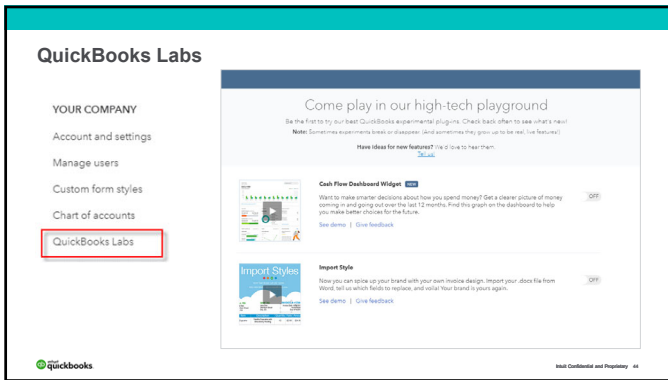 QuickBooks Labs
YOUR COMPANY
Account and settings
Manage users
Custom form styles
Chart of accounts
QuickBooks Labs
Come play in our high-tech playground
Be the first to try our best QuickBooks experimental plug-ins. Check back often to see what's new!
Note: Sometimes experiments break or disappear. (And sometimes they grow up to be real, live features!)
Have ideas for new features? We'd love to hear them.
Tell us!
Cash Flow Dashboard Widget NEW
Want to make smarter decisions about how you spend money? Get a clearer picture of money
coming in and going out over the last 12 months. Find this graph on the dashboard to help
you make better choices for the future.
See demo | Give feedback
OFF
Import Styles
Import Style
Now you can spice up your brand with your own invoice design. Import your .docx file from
Word, tell us which fields to replace, and voila! Your brand is yours again.
See demo | Give feedback
OFF
intuit
quickbooks
Intuit Confidential and Proprietary 44